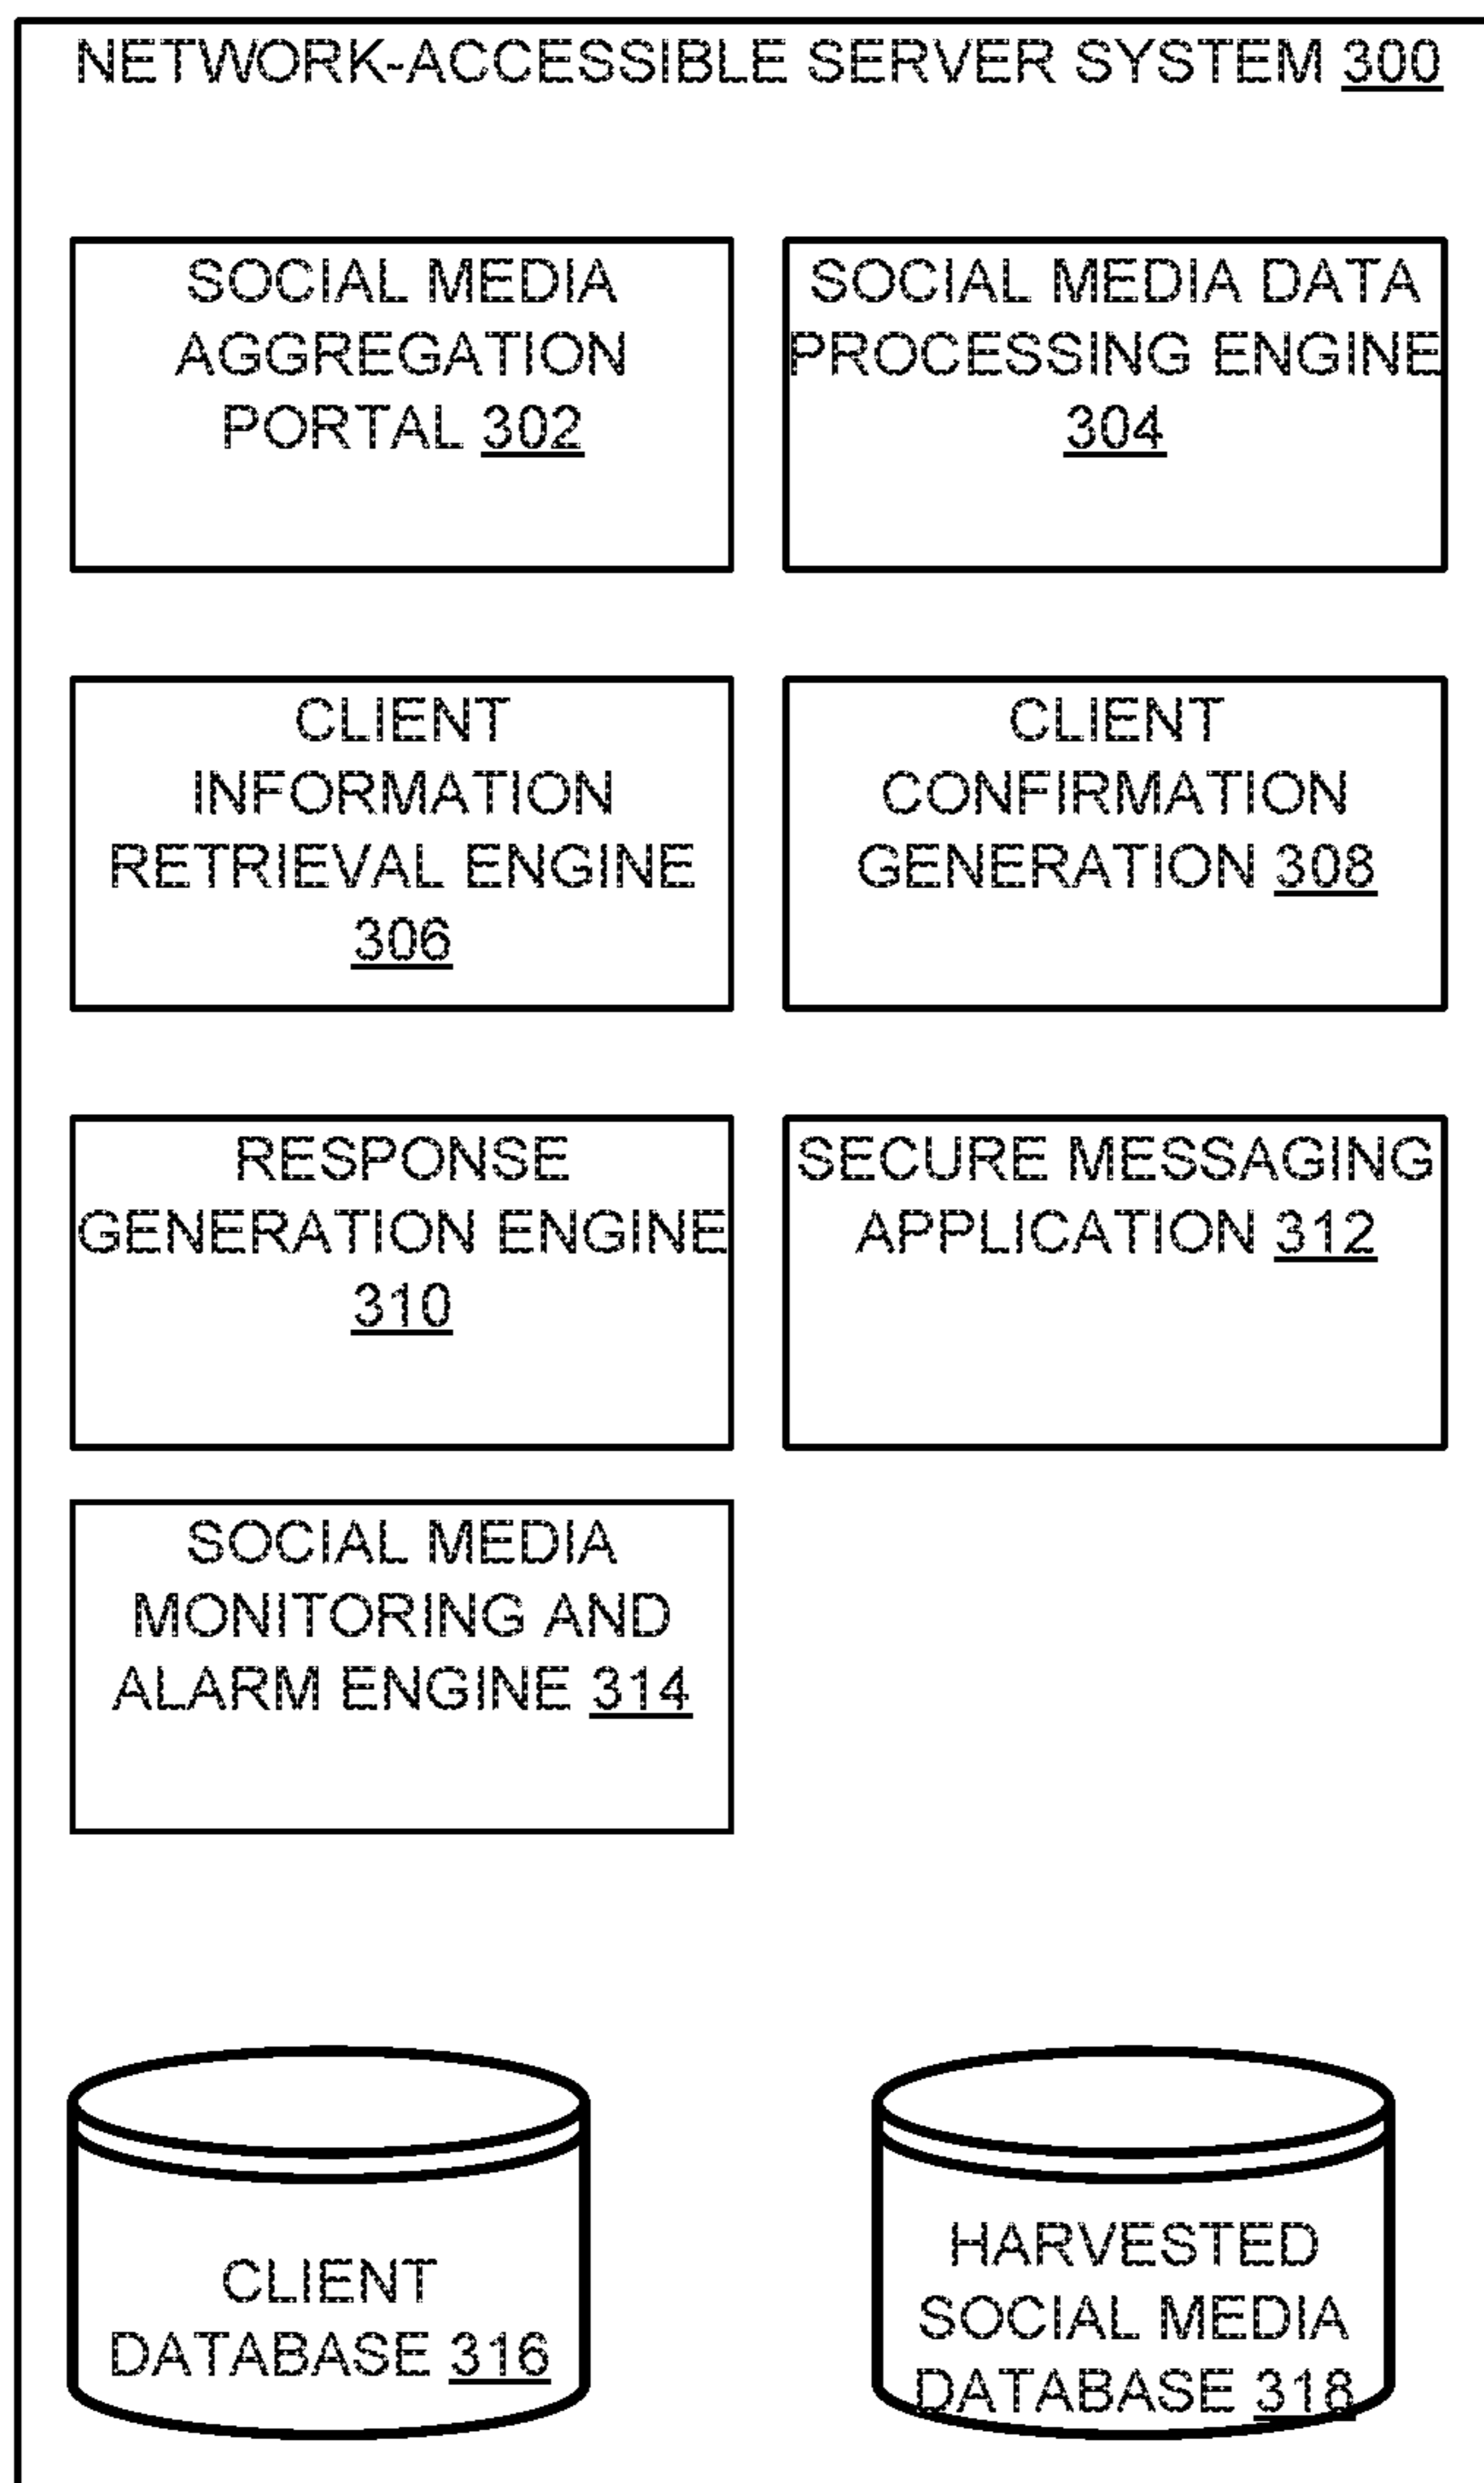 NETWORK-ACCESSIBLE SERVER SYSTEM 300
SOCIAL MEDIA
AGGREGATION
PORTAL 302
SOCIAL MEDIA DATA
PROCESSING ENGINE
304
CLIENT
INFORMATION
RETRIEVAL ENGINE
306
CLIENT
CONFIRMATION
GENERATION 308
RESPONSE
GENERATION ENGINE
310
SECURE MESSAGING
APPLICATION 312
SOCIAL MEDIA
MONITORING AND
ALARM ENGINE 314
CLIENT
DATABASE 316
HARVESTED
SOCIAL MEDIA
DATABASE 318